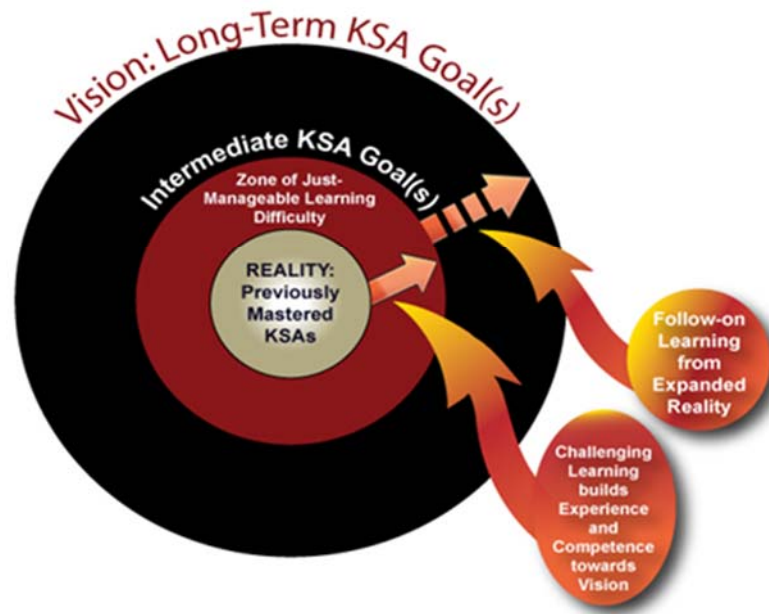 Vision: Long-Term KSA Goal(s)
Intermediate KSA Goal(s)
Zone of Just-
Manageable Learning
Difficulty
REALITY:
Previously
Mastered
KSAs
Follow-on
Learning
from
Expanded
Reality
Challenging
Learning
builds
Experience
and
Competence
towards
Vision